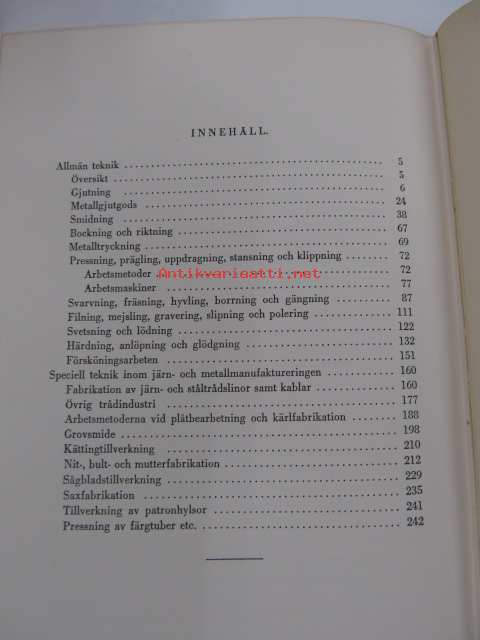 INNEHÅLL.
Allmän teknik 5
Översikt 5
Gjutning 6
Metallgjutgods 24
Smidning 38
Bockning och riktning 67
Metalltryckning 69
Pressning, prägling, uppdragning, stansning och klippning 72
Arbetsmetoder 72
Antikvariaatti.net
Arbetsmaskiner 77
Svarvning, fräsning, hyvling, borrning och gängning 87
Filning, mejsling, gravering, slipning och polering 111
Svetsning och lödning 122
Härdning, anlöpning och glödgning 132
Försköningsarbeten 151
Speciell teknik inom järn- och metallmanufaktureringen 160
Fabrikation av järn- och ståltrådslinor samt kablar 160
Övrig trådindustri 177
Arbetsmetoderna vid plåtbearbetning och kärlfabrikation 188
Grovsmide 198
Kättingtillverkning 210
Nit-, bult- och mutterfabrikation 212
Sågbladstillverkning 229
Saxfabrikation 235
Tillverkning av patronhylsor 241
Pressning av färgtuber etc. 242